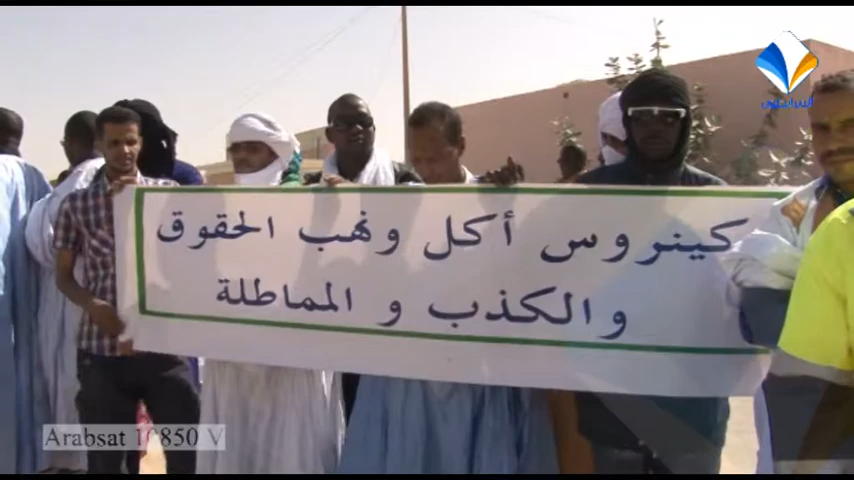 كينروس أكل ونهب الحقوق
والكذب و المماطلة
Arabsat 10850 V